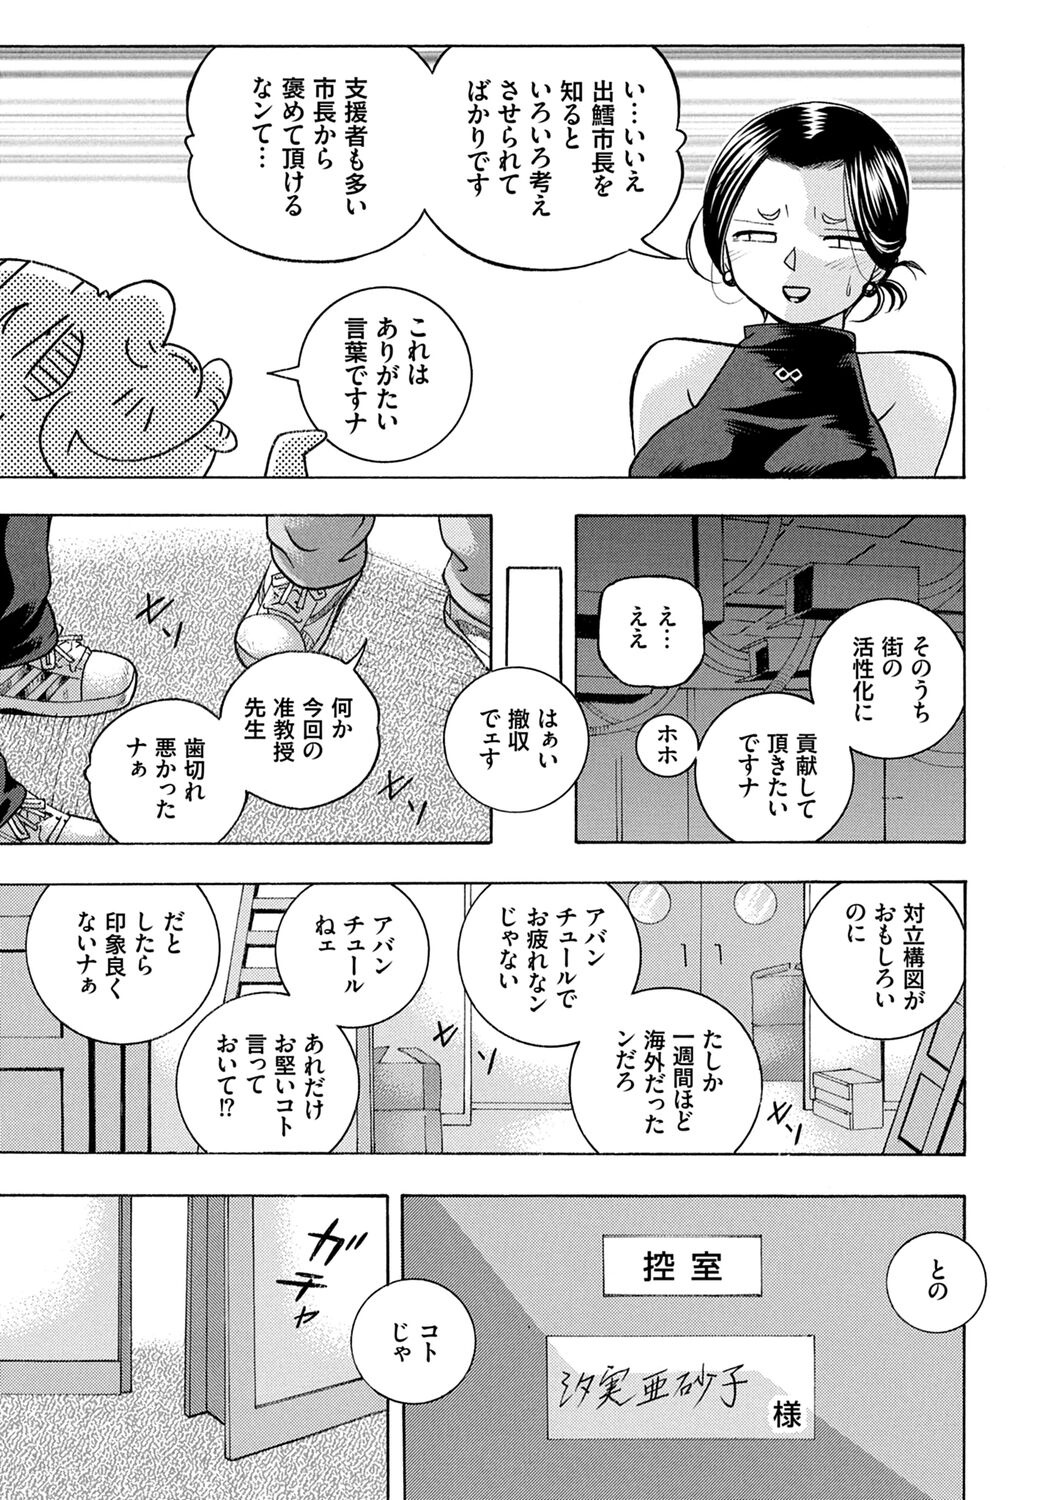 い…いいえ
出鱈市長を
知ると
いろいろ考え
させられて
ばかりです
支援者も多い
市長から
褒めて頂ける
なンて…
これは
ありがたい
言葉ですナ
そのうち
街の
活性化に
貢献して
頂きたい
ですナ
え…
ええ
ホホ
はぁい
撤収
でェす
何か
今回の
准教授
先生
歯切れ
悪かった
ナぁ
ズッ
ズッ
対立構図が
おもしろい
のに
たしか
一週間ほど
海外だった
ンだろ
アバン
チュールで
お疲れなン
じゃない
アバン
チュール
ねェ
あれだけ
お堅いコト
言って
おいて!?
だと
したら
印象良く
ないナぁ
ズッ
ズッ
との
控室
汐実亜砂子
様
コト
じゃ
ガチャッ